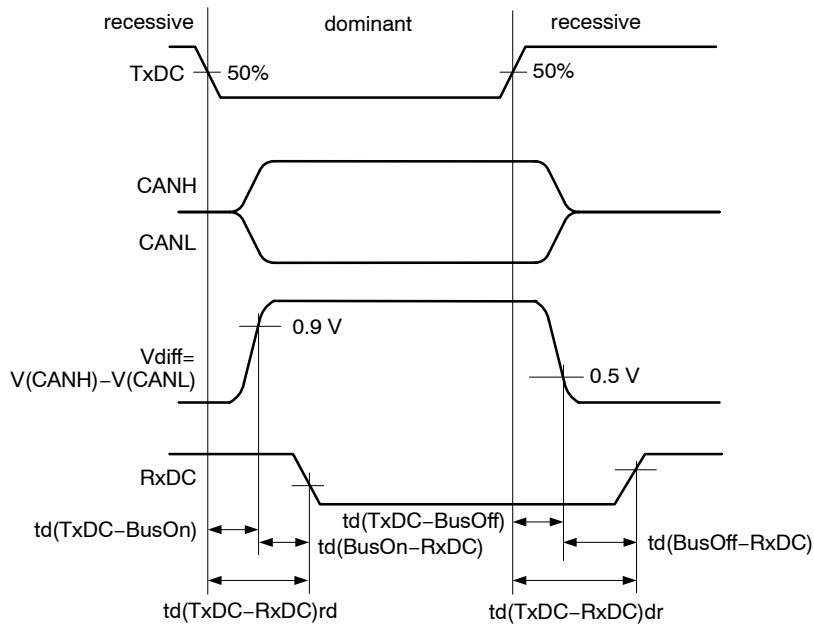 recessive
dominant
recessive
TxDC
50%
50%
CANH
CANL
0.9 V
Vdiff=
V(CANH)−V(CANL)
0.5 V
RxDC
td(TxDC−BusOn)
td(BusOn−RxDC)
td(TxDC−BusOff)
td(BusOff−RxDC)
td(TxDC−RxDC)rd
td(TxDC−RxDC)dr